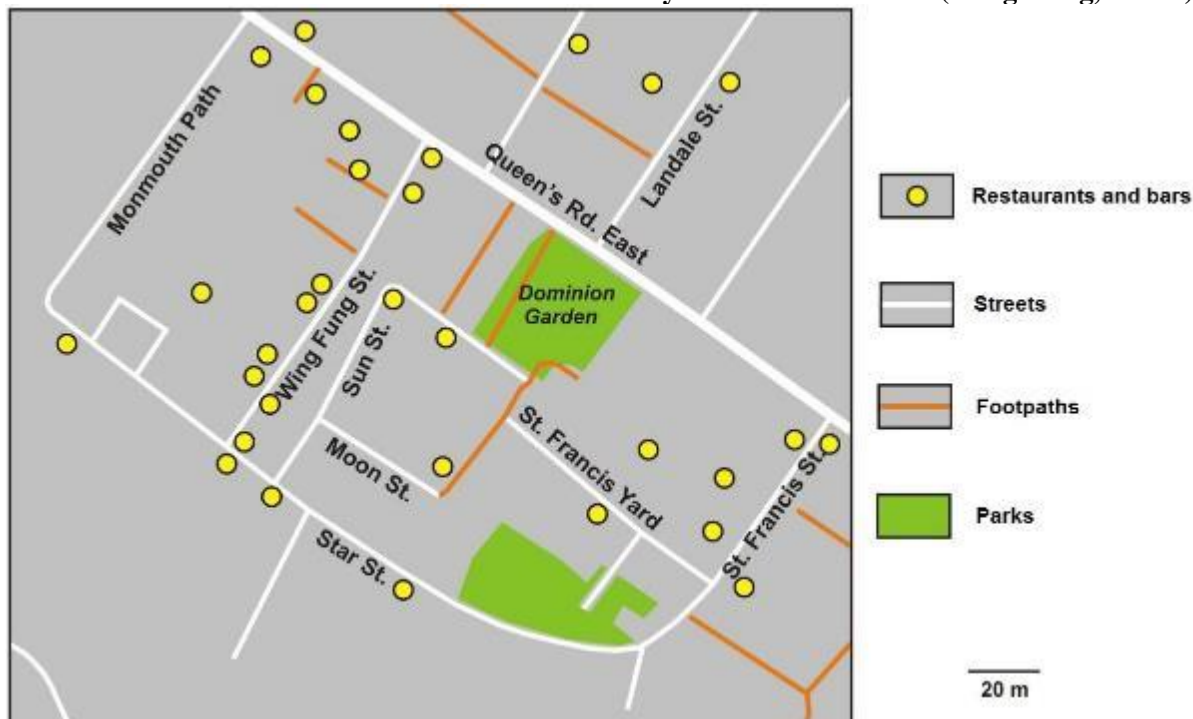 Monmouth Path
Queen's Rd. East
Landale St.
Dominion
Garden
Wing Fung St.
Sun St.
Moon St.
Star St.
St. Francis Yard
St. Francis St.
Restaurants and bars
Streets
Footpaths
Parks
20 m